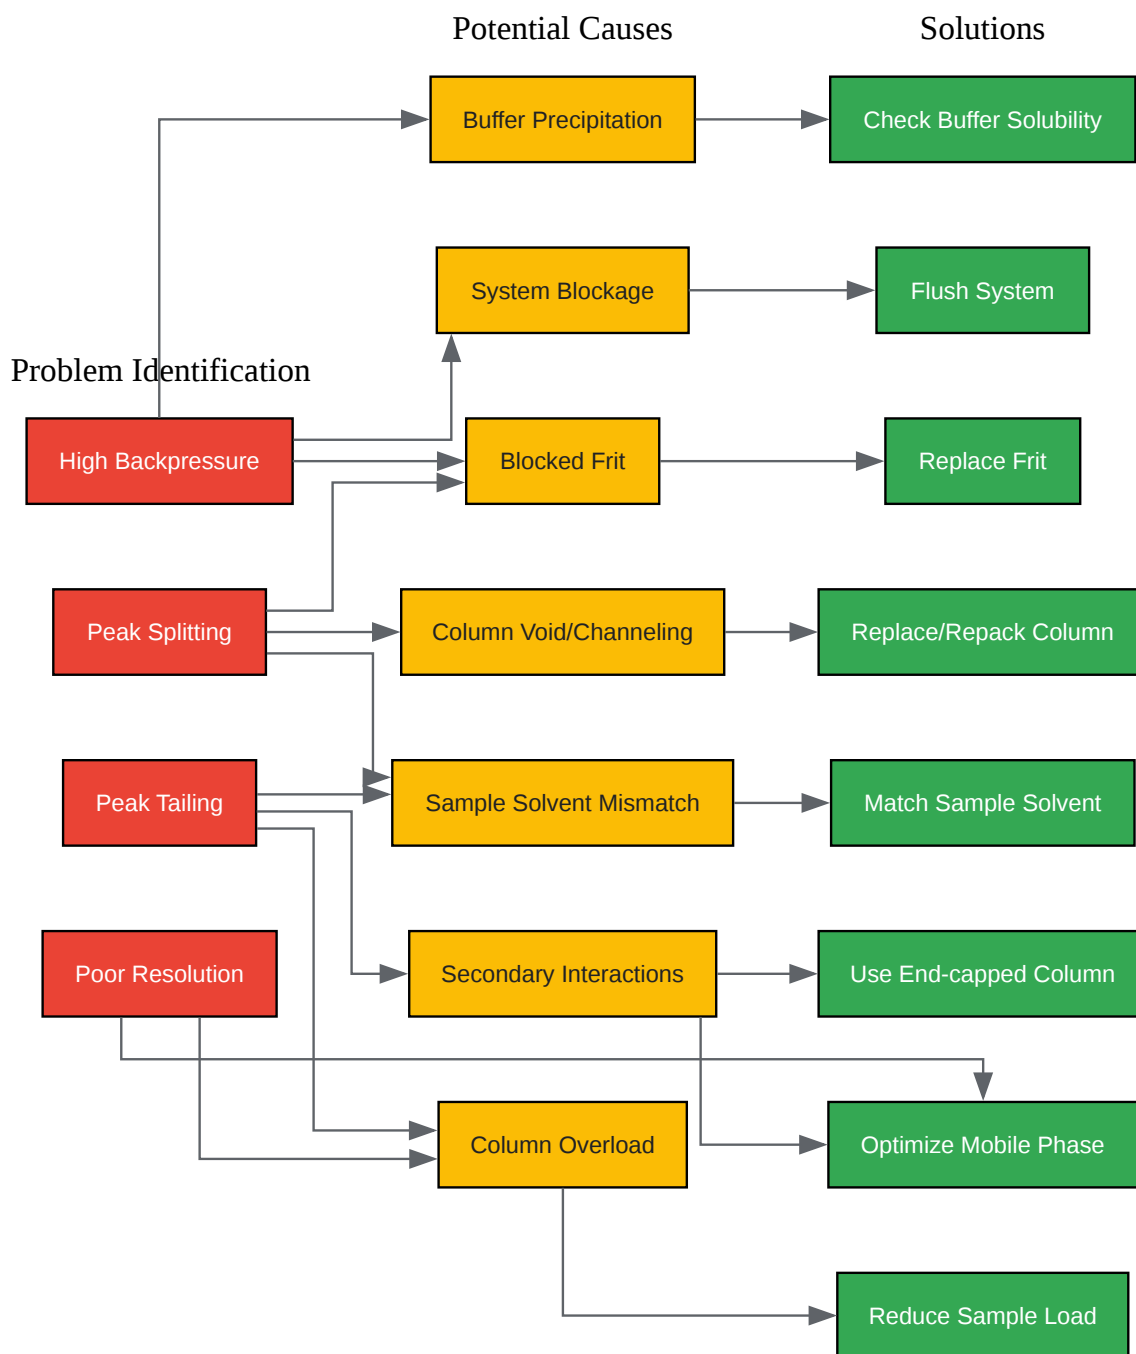 Potential Causes
Solutions
Buffer Precipitation
Check Buffer Solubility
System Blockage
Flush System
Problem Identification
High Backpressure
Blocked Frit
Replace Frit
Peak Splitting
Column Void/Channeling
Replace/Repack Column
Peak Tailing
Sample Solvent Mismatch
Match Sample Solvent
Poor Resolution
Secondary Interactions
Use End-capped Column
Column Overload
Optimize Mobile Phase
Reduce Sample Load